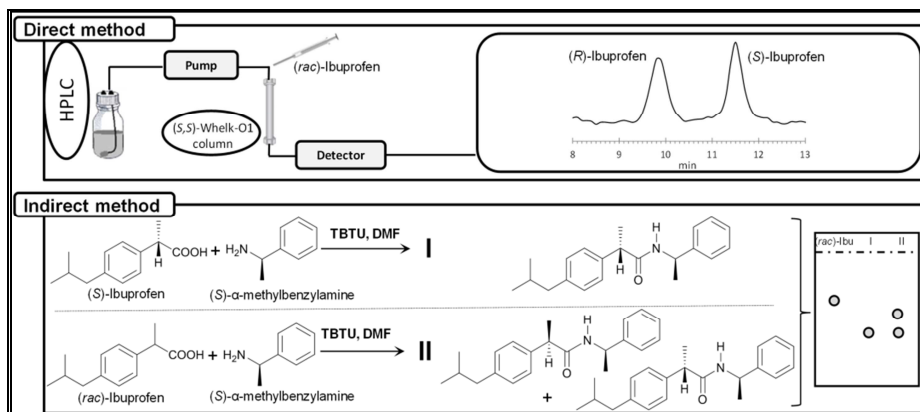 Direct method
HPLC
Pump
(rac)-Ibuprofen
(S,S)-Whelk-O1
column
Detector
(R)-Ibuprofen
(S)-Ibuprofen
8 9 10 11 12 13
min
Indirect method
COOH
H
+
H₂N
TBTU, DMF
I
H
N
H
O
(S)-Ibuprofen
(S)-α-methylbenzylamine
COOH
+
H₂N
TBTU, DMF
II
H
N
H
O
+
H
N
H
O
(rac)-Ibuprofen
(S)-α-methylbenzylamine
(rac)-Ibu I II